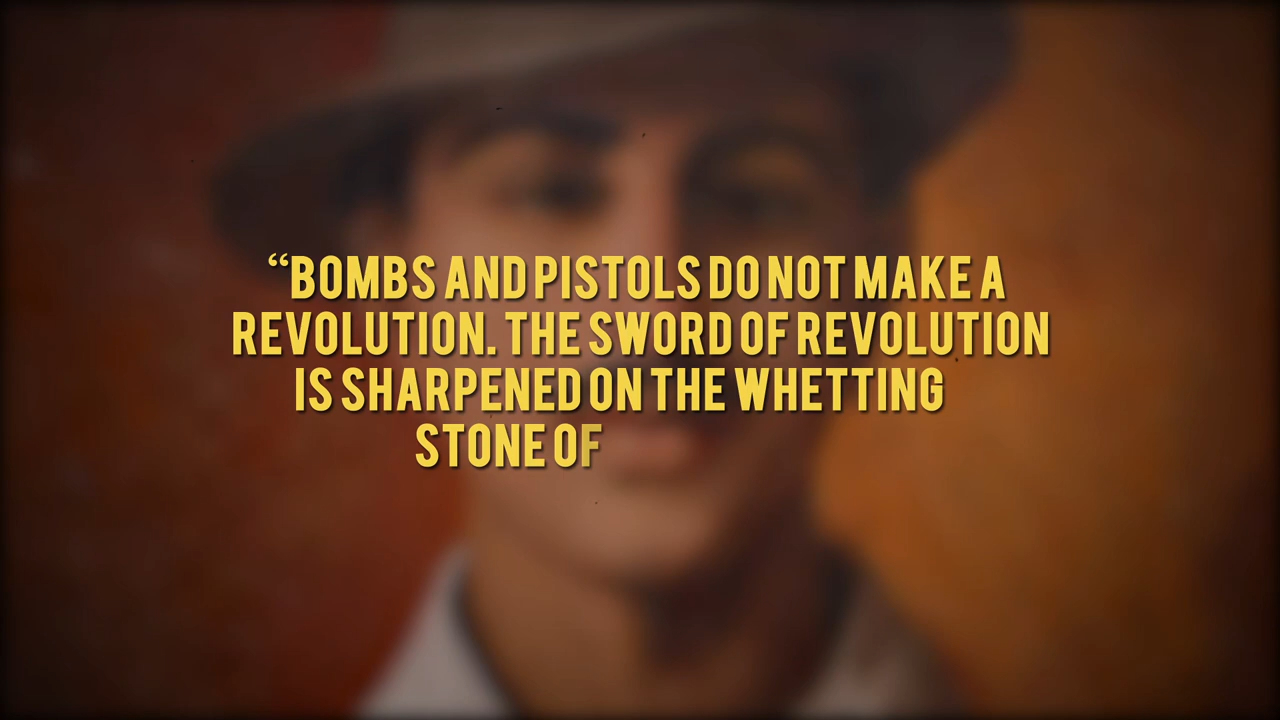 “BOMBS AND PISTOLS DO NOT MAKE A
REVOLUTION. THE SWORD OF REVOLUTION
IS SHARPENED ON THE WHETTING
STONE OF